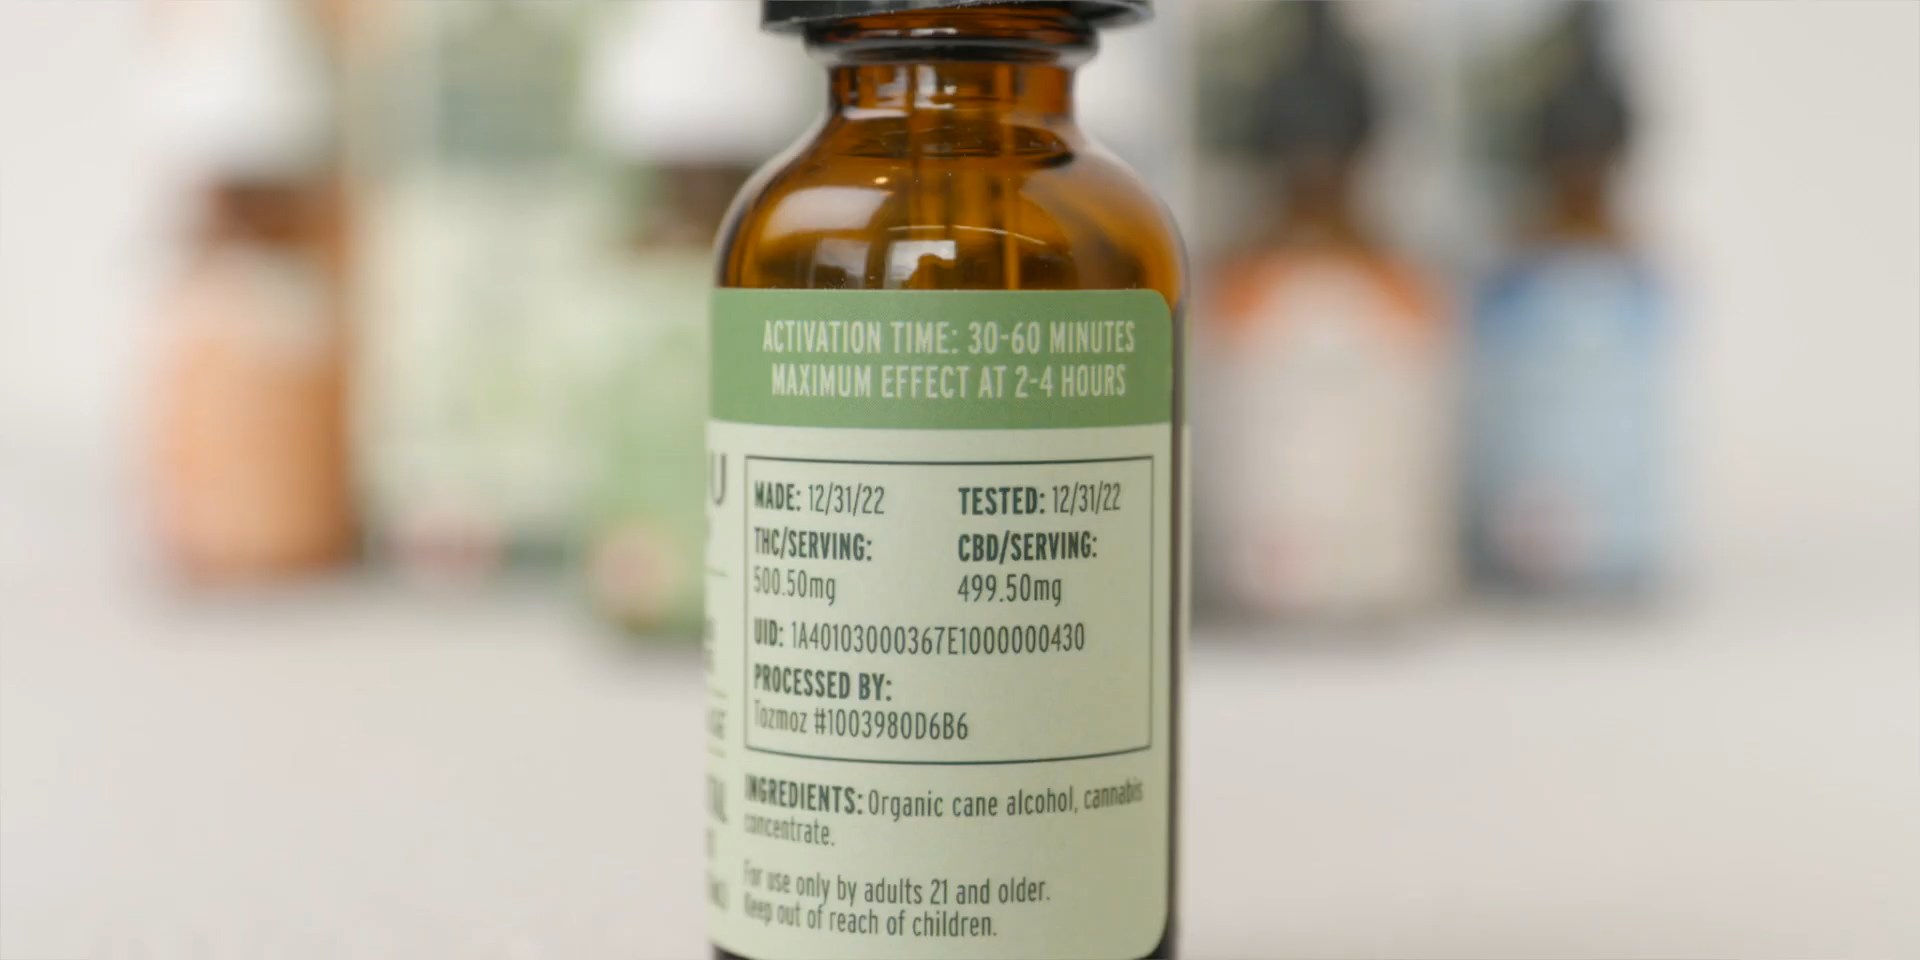 ACTIVATION TIME: 30-60 MINUTES
MAXIMUM EFFECT AT 2-4 HOURS
MADE: 12/31/22 TESTED: 12/31/22
THC/SERVING: CBD/SERVING:
500.50mg 499.50mg
UID: 1A40103000367E1000000430
PROCESSED BY:
Tozmoz #1003980D6B6
INGREDIENTS: Organic cane alcohol, cannabis
concentrate.
For use only by adults 21 and older.
Keep out of reach of children.